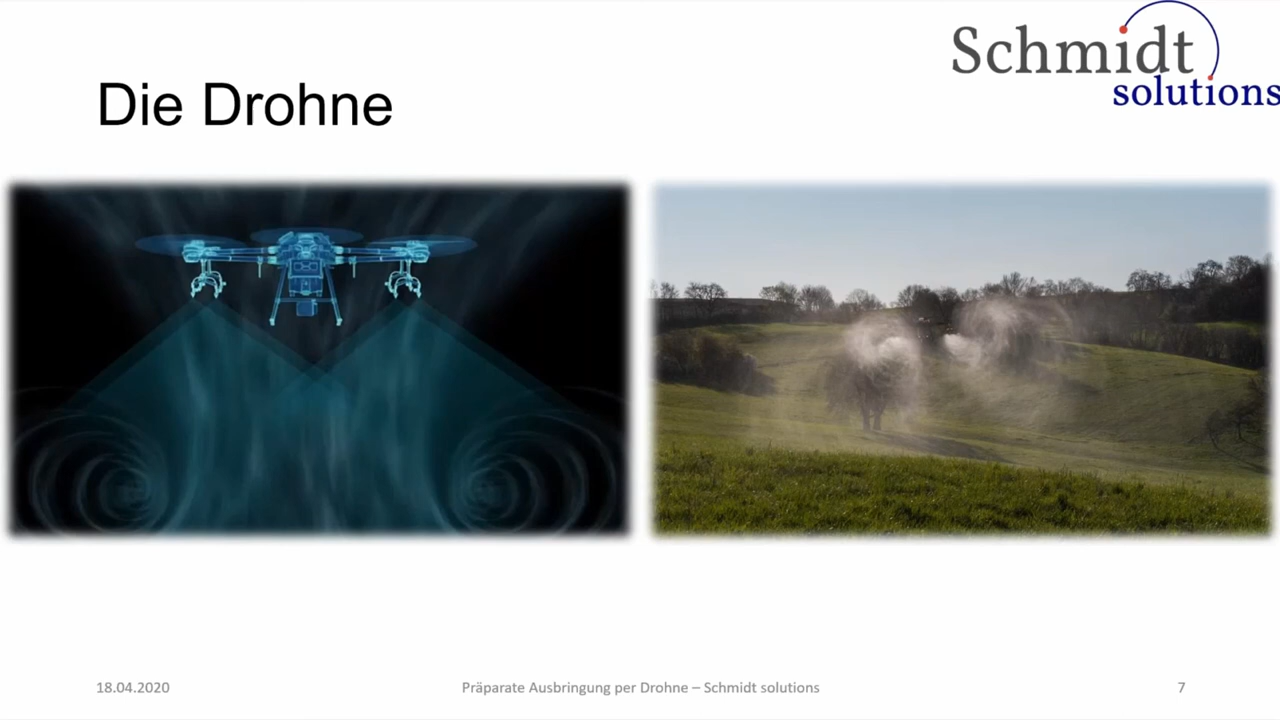 Schmidt
solutions
Die Drohne
18.04.2020
Präparate Ausbringung per Drohne – Schmidt solutions
7